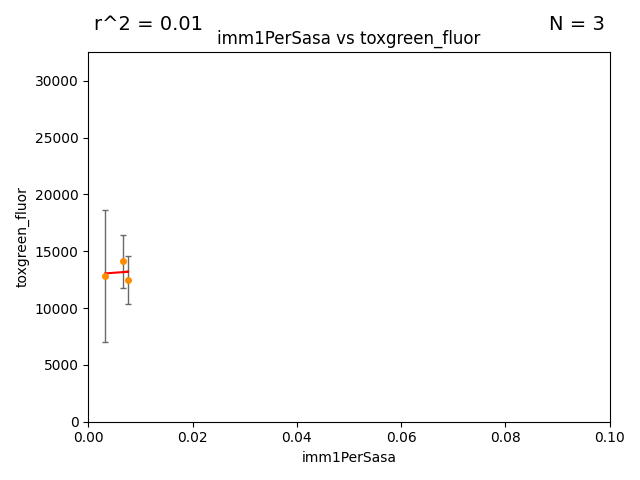 r^2 = 0.01
N = 3
imm1PerSasa vs toxgreen_fluor
30000
25000
20000
15000
10000
5000
0
toxgreen_fluor
0.00 0.02 0.04 0.06 0.08 0.10
imm1PerSasa